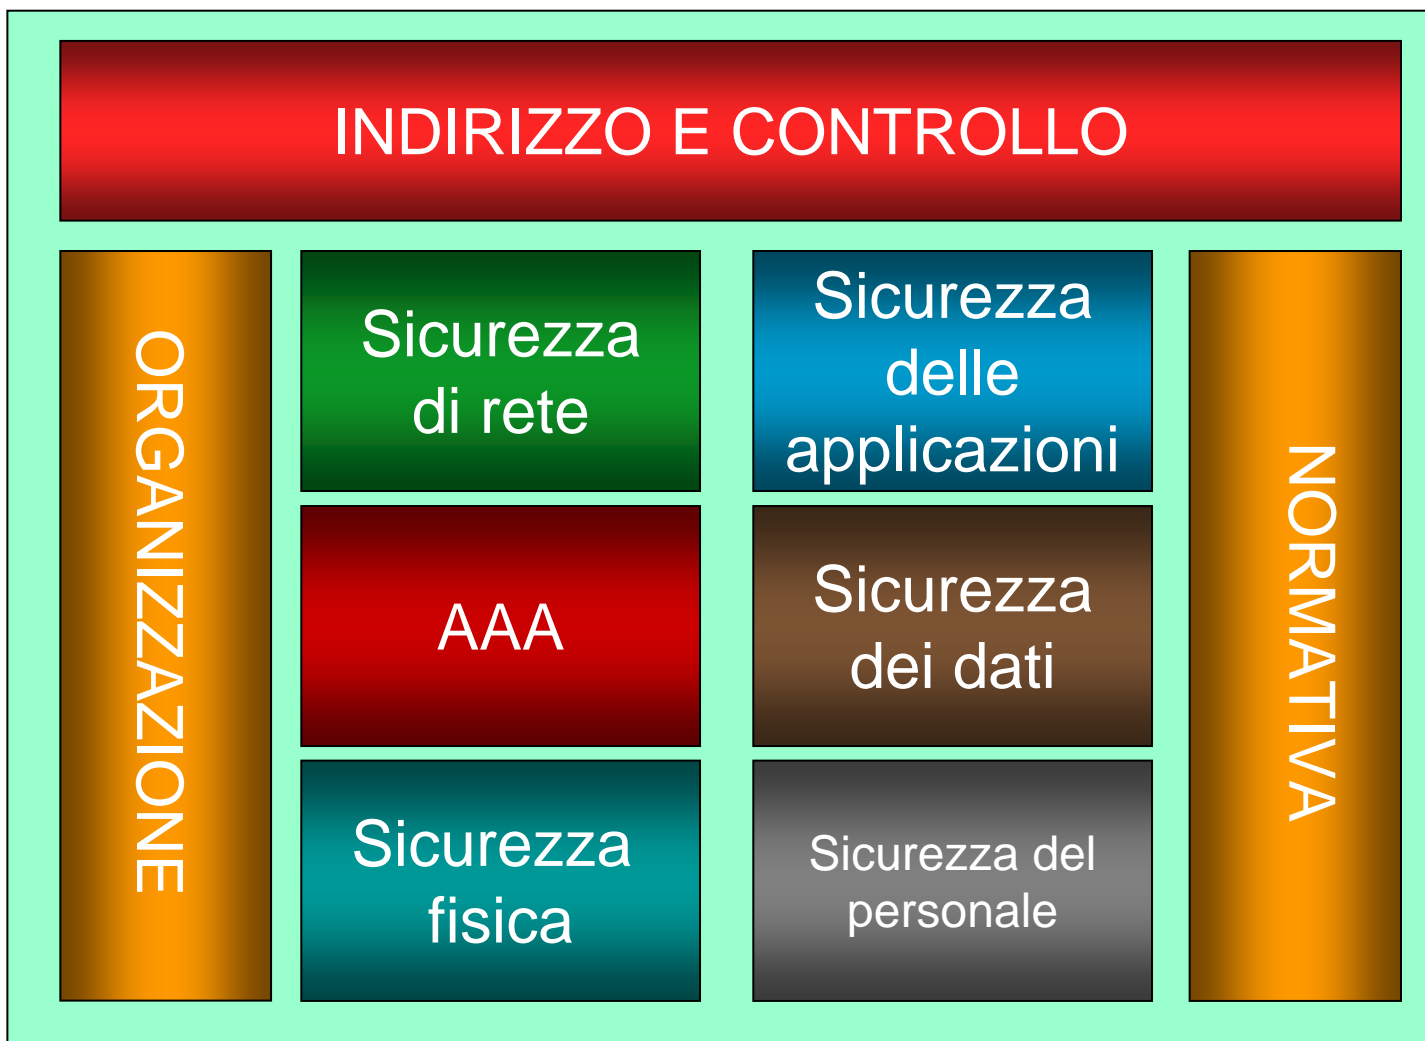 INDIRIZZO E CONTROLLO
ORGANIZZAZIONE
Sicurezza
di rete
Sicurezza
delle
applicazioni
AAA
Sicurezza
dei dati
Sicurezza
fisica
Sicurezza del
personale
NORMATIVA